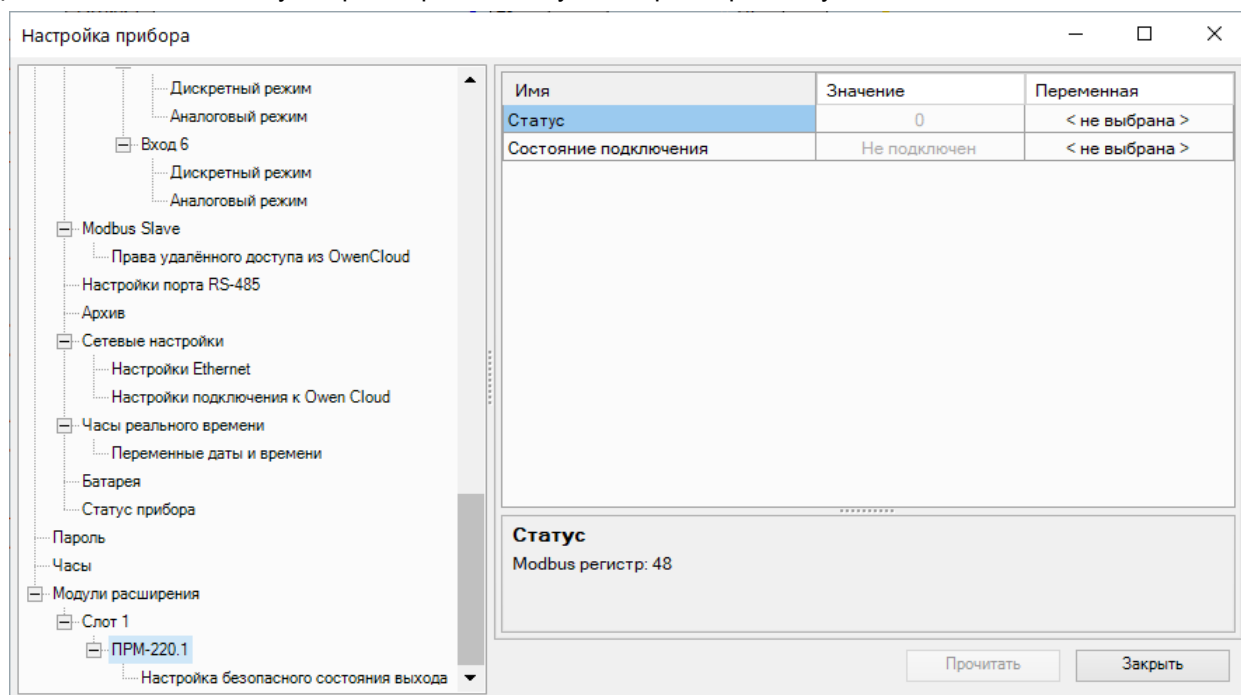 Настройка прибора
Дискретный режим
Аналоговый режим
Вход 6
Дискретный режим
Аналоговый режим
Modbus Slave
Права удалённого доступа из OwenCloud
Настройки порта RS-485
Архив
Сетевые настройки
Настройки Ethernet
Настройки подключения к Owen Cloud
Часы реального времени
Переменные даты и времени
Батарея
Статус прибора
Пароль
Часы
Модули расширения
Слот 1
ПРМ-220.1
Настройка безопасного состояния выхода
Имя Значение Переменная
Статус 0 < не выбрана >
Состояние подключения Не подключен < не выбрана >
Статус
Modbus регистр: 48
Прочитать Закрыть